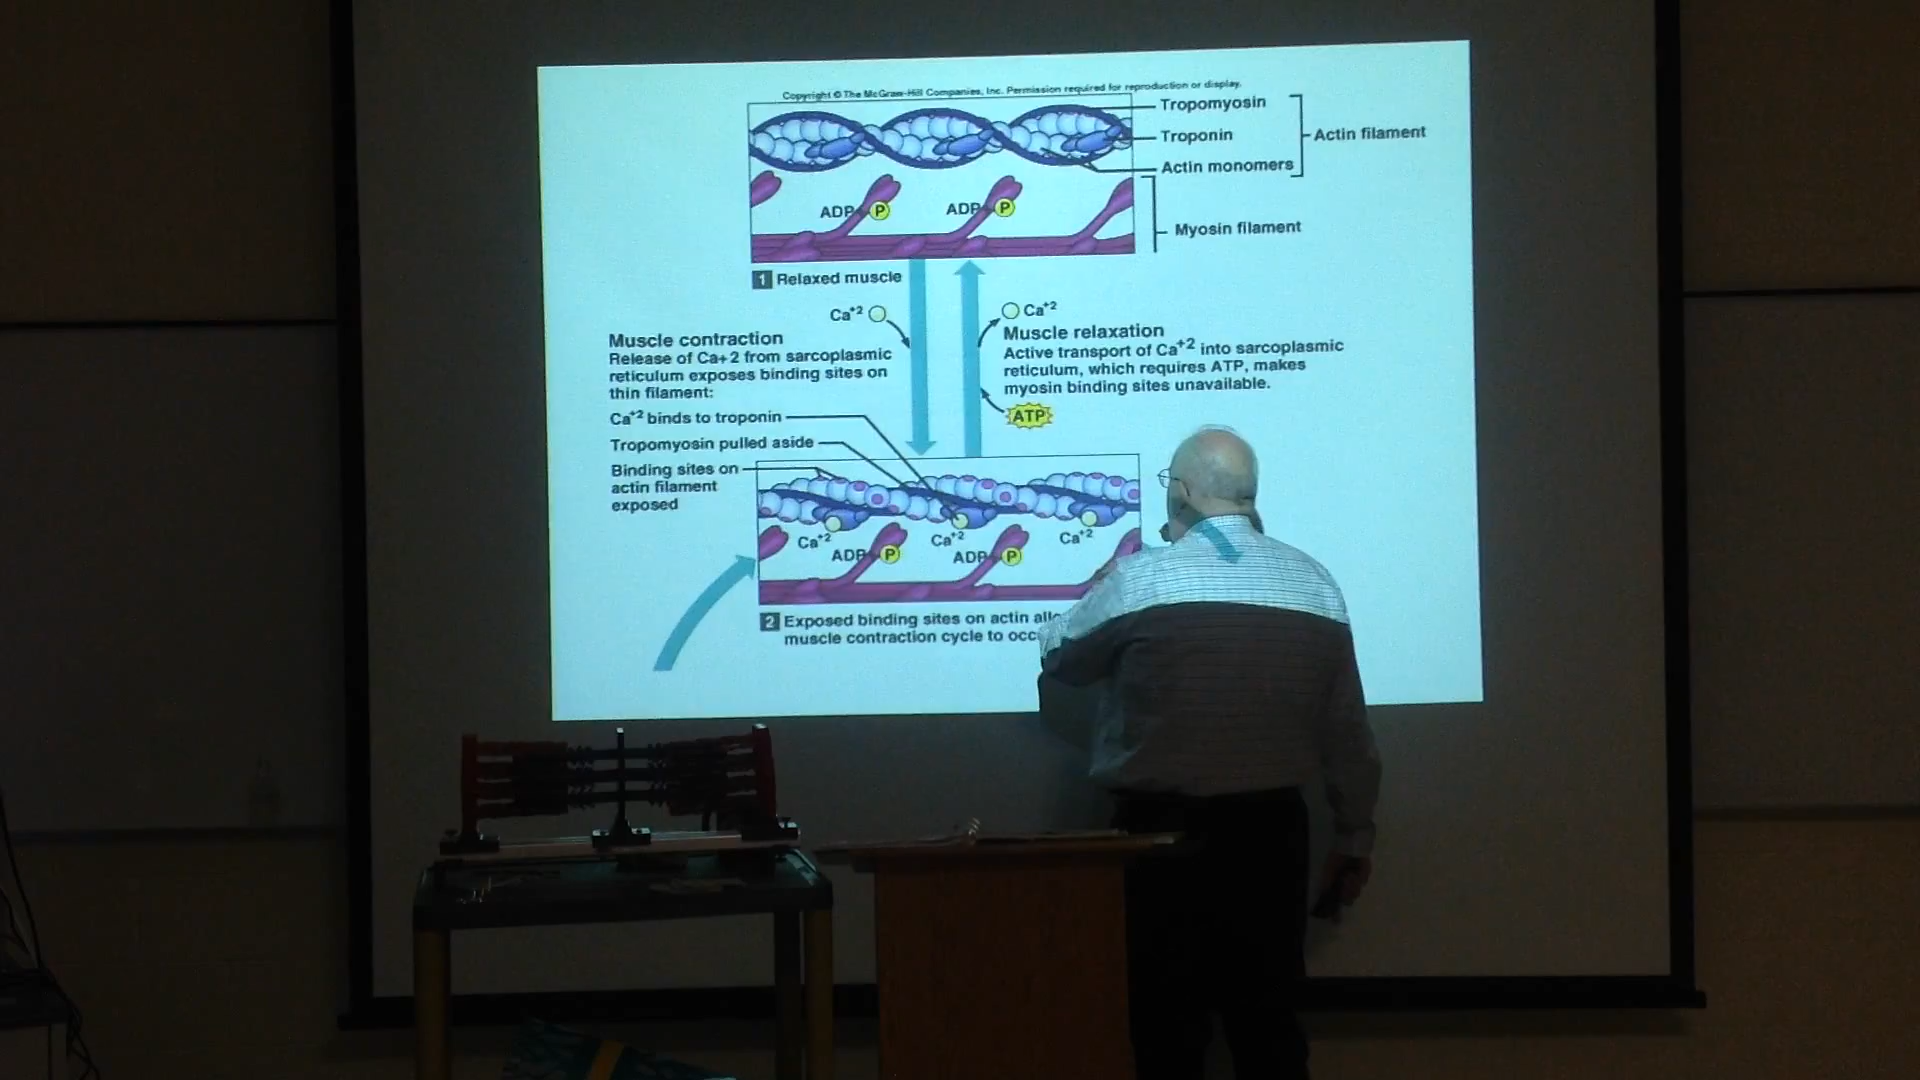 Copyright © The McGraw-Hill Companies, Inc. Permission required for reproduction or display.
Tropomyosin
Troponin
Actin filament
Actin monomers
ADP P
ADP P
Myosin filament
1 Relaxed muscle
Ca+2
Ca+2
Muscle contraction
Release of Ca+2 from sarcoplasmic
reticulum exposes binding sites on
thin filament:
Ca+2 binds to troponin
Tropomyosin pulled aside
Binding sites on
actin filament
exposed
Muscle relaxation
Active transport of Ca+2 into sarcoplasmic
reticulum, which requires ATP, makes
myosin binding sites unavailable.
ATP
Ca+2
Ca+2
Ca+2
ADP P
ADP P
2 Exposed binding sites on actin
muscle contraction cycle to